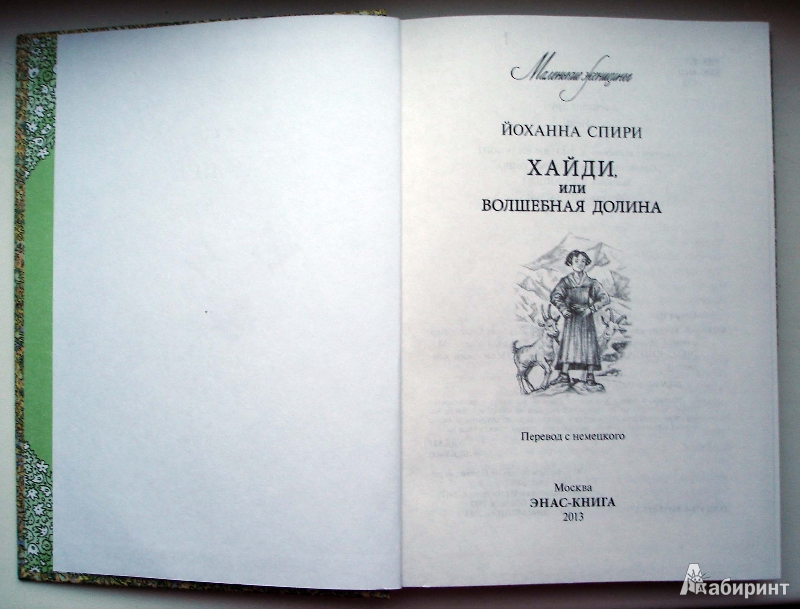 Маленькие женщины
ЙОХАННА СПИРИ
ХАЙДИ,
ИЛИ
ВОЛШЕБНАЯ ДОЛИНА
Перевод с немецкого
Москва
ЭНАС-КНИГА
2013
Лабиринт